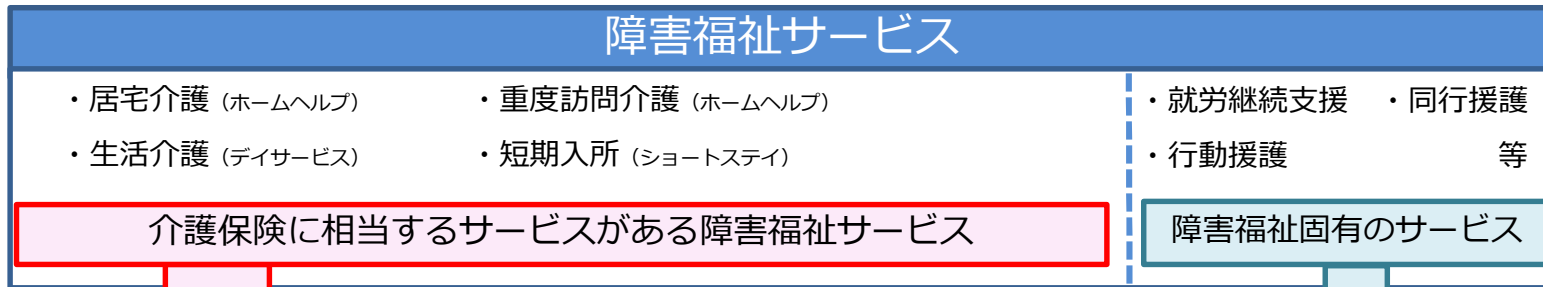 障害福祉サービス
・居宅介護（ホームヘルプ）　・重度訪問介護（ホームヘルプ）
・生活介護（デイサービス）　・短期入所（ショートステイ）
・就労継続支援　・同行援護
・行動援護　等
介護保険に相当するサービスがある障害福祉サービス
障害福祉固有のサービス